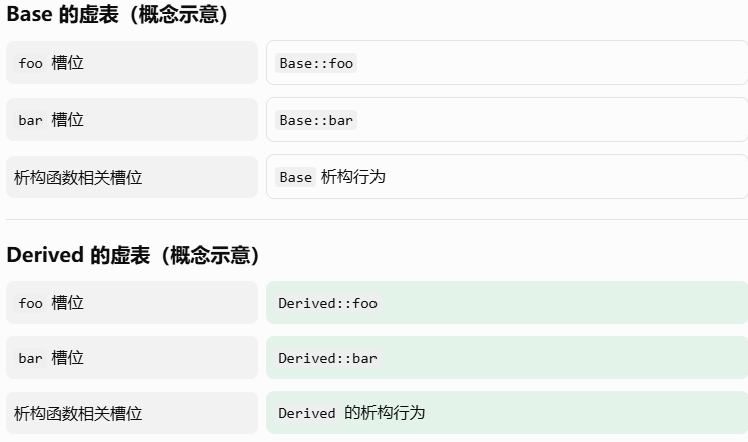 Base 的虚表（概念示意）
foo 槽位 Base::foo
bar 槽位 Base::bar
析构函数相关槽位 Base 析构行为
Derived 的虚表（概念示意）
foo 槽位 Derived::foo
bar 槽位 Derived::bar
析构函数相关槽位 Derived 的析构行为